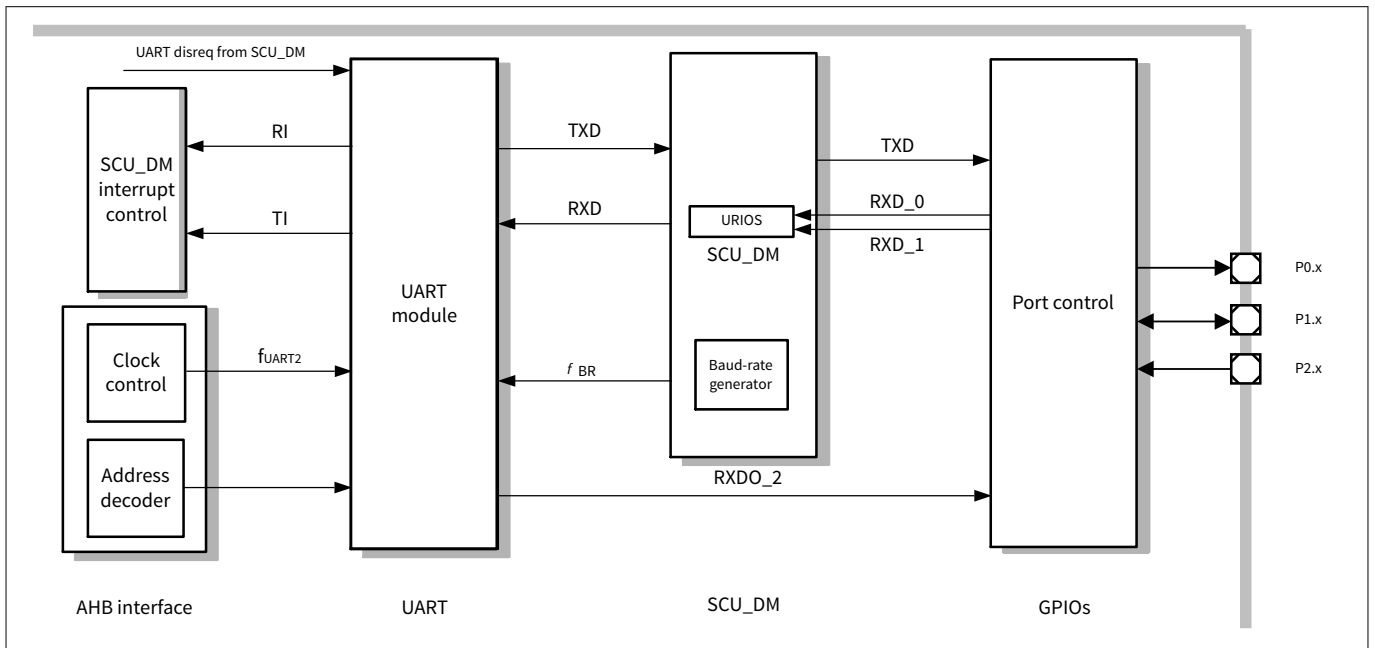 UART disreq from SCU_DM
SCU_DM
interrupt
control
RI
TI
Clock
control
fUART2
Address
decoder
UART
module
TXD
RXD
f BR
URIOS
SCU_DM
Baud-rate
generator
TXD
RXD_0
RXD_1
RXDO_2
Port control
P0.x
P1.x
P2.x
AHB interface
UART
SCU_DM
GPIOs